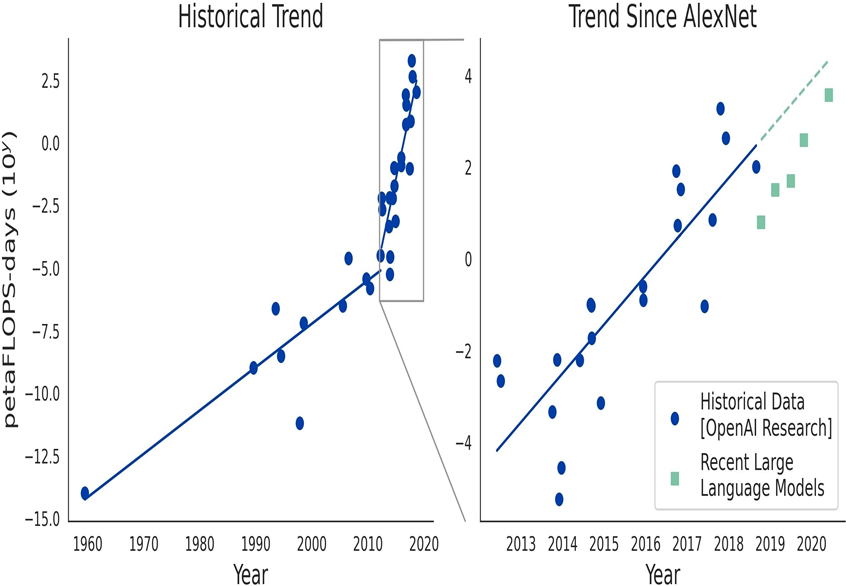 Historical Trend
Trend Since AlexNet
petaFLOPS-days (10^y)
2.5
0.0
−2.5
−5.0
−7.5
−10.0
−12.5
−15.0
1960 1970 1980 1990 2000 2010 2020
Year
4
2
0
−2
−4
2013 2014 2015 2016 2017 2018 2019 2020
Year
Historical Data
[OpenAI Research]
Recent Large
Language Models